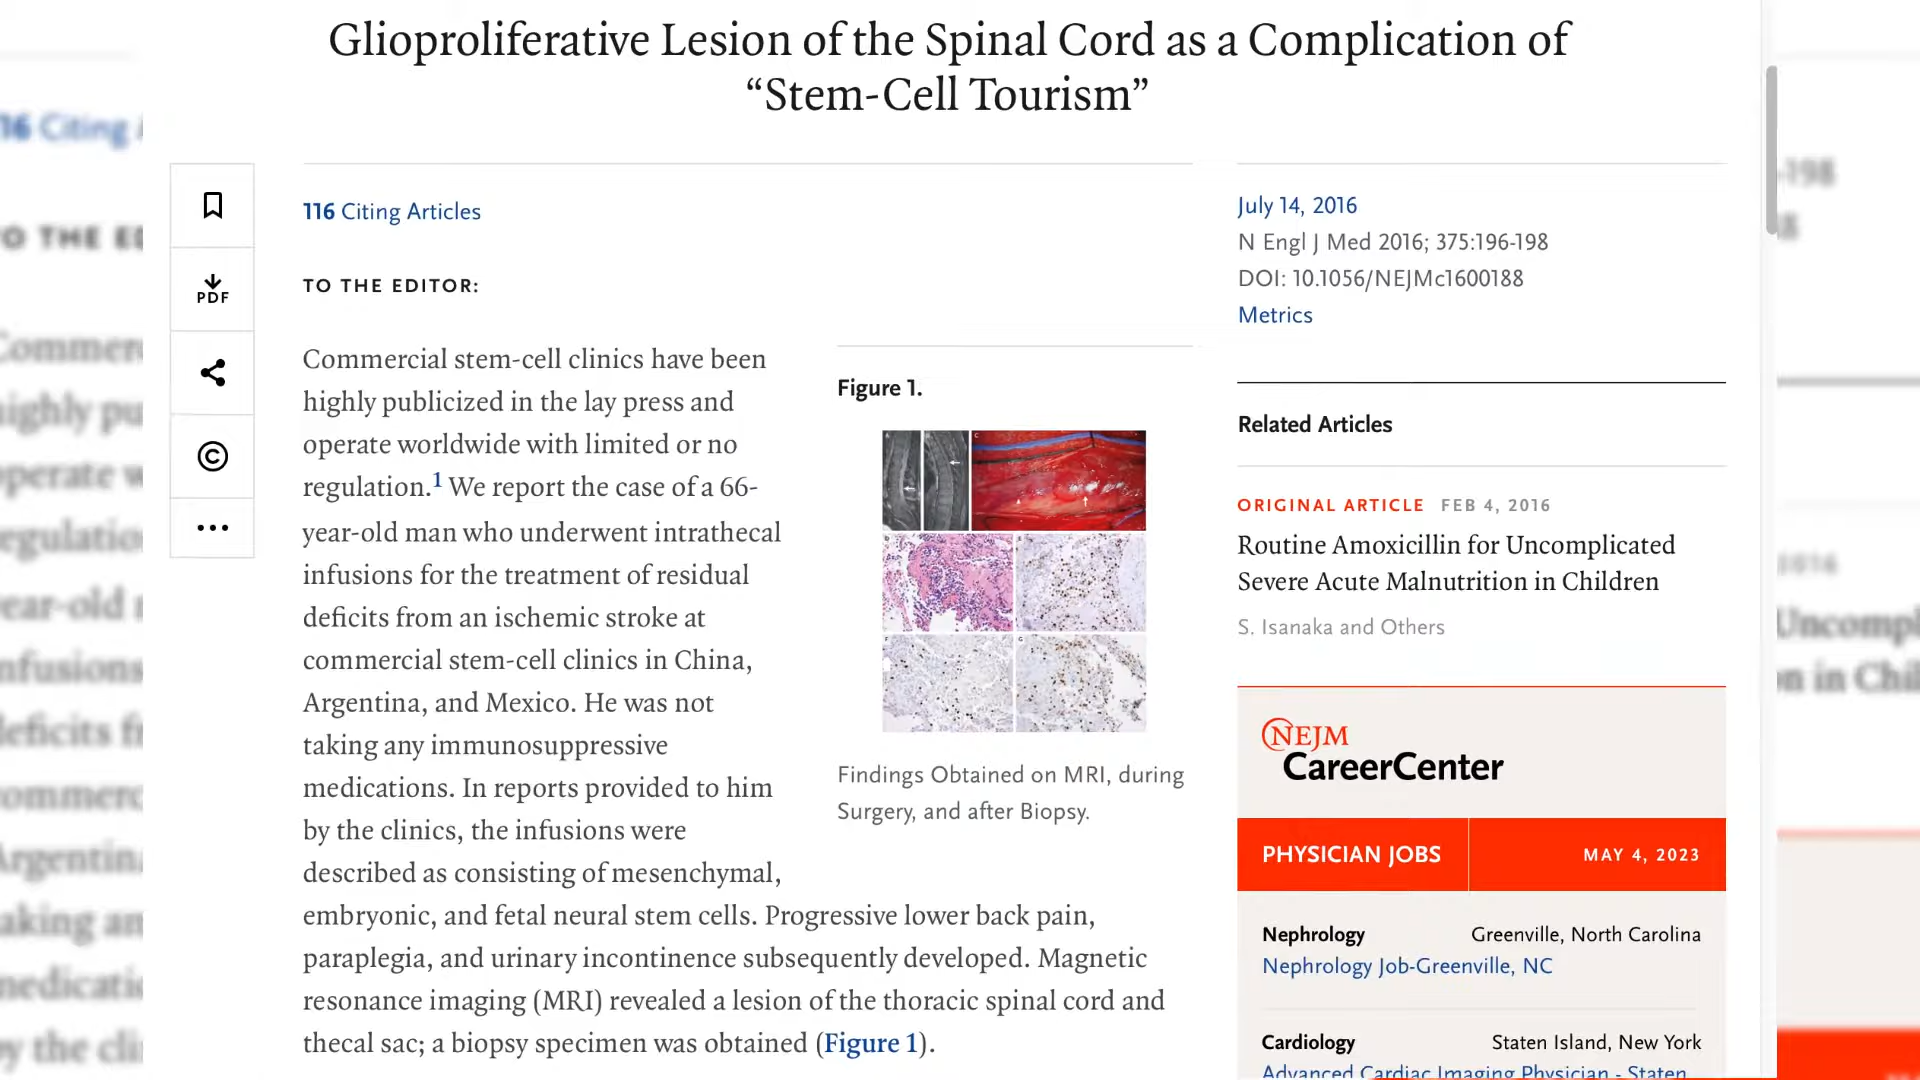 Glioproliferative Lesion of the Spinal Cord as a Complication of
“Stem-Cell Tourism”
116 Citing Articles
TO THE EDITOR:
Commercial stem-cell clinics have been
highly publicized in the lay press and
operate worldwide with limited or no
regulation.1 We report the case of a 66-
year-old man who underwent intrathecal
infusions for the treatment of residual
deficits from an ischemic stroke at
commercial stem-cell clinics in China,
Argentina, and Mexico. He was not
taking any immunosuppressive
medications. In reports provided to him
by the clinics, the infusions were
described as consisting of mesenchymal,
embryonic, and fetal neural stem cells. Progressive lower back pain,
paraplegia, and urinary incontinence subsequently developed. Magnetic
resonance imaging (MRI) revealed a lesion of the thoracic spinal cord and
thecal sac; a biopsy specimen was obtained (Figure 1).
PDF
Figure 1.
Findings Obtained on MRI, during
Surgery, and after Biopsy.
July 14, 2016
N Engl J Med 2016; 375:196-198
DOI: 10.1056/NEJMc1600188
Metrics
Related Articles
ORIGINAL ARTICLE FEB 4, 2016
Routine Amoxicillin for Uncomplicated
Severe Acute Malnutrition in Children
S. Isanaka and Others
NEJM
CareerCenter
PHYSICIAN JOBS MAY 4, 2023
Nephrology Greenville, North Carolina
Nephrology Job-Greenville, NC
Cardiology Staten Island, New York
Advanced Cardiac Imaging Physician - Staten